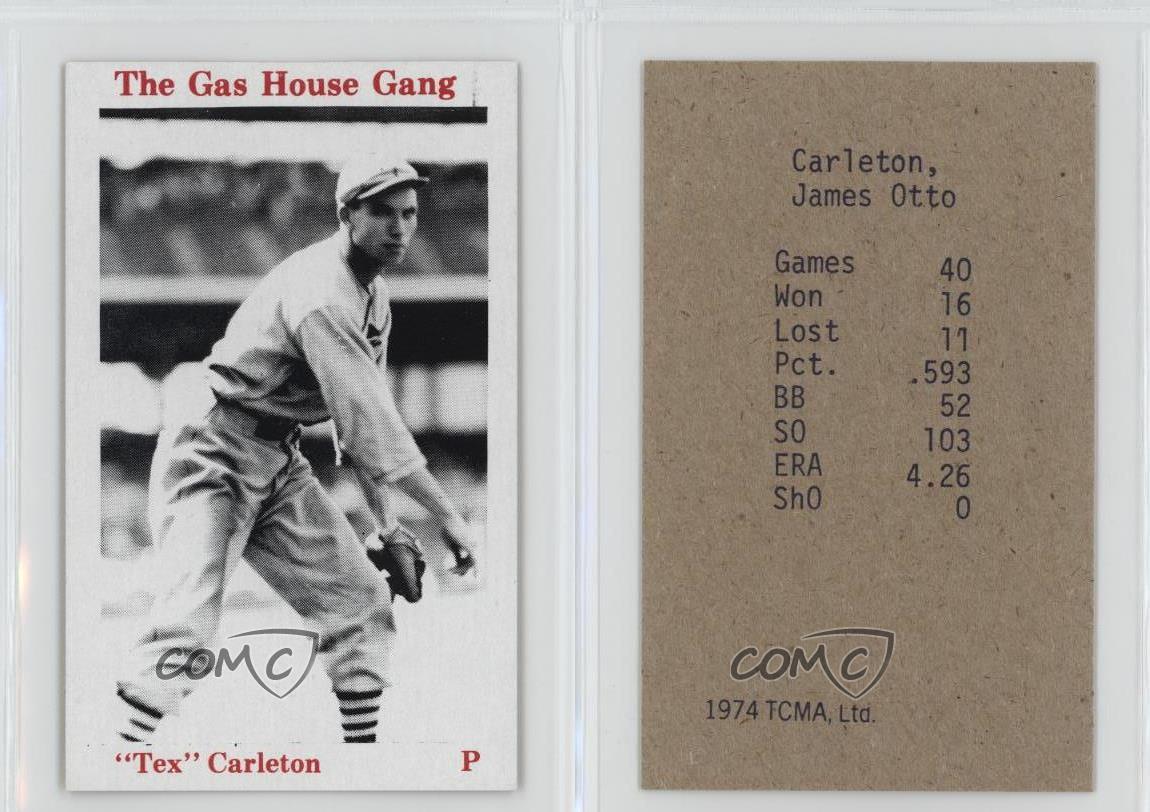 The Gas House Gang
"Tex" Carleton P
COMC
Carleton,
James Otto
Games 40
Won 16
Lost 11
Pct. .593
BB 52
SO 103
ERA 4.26
ShO 0
COMC
1974 TCMA, Ltd.